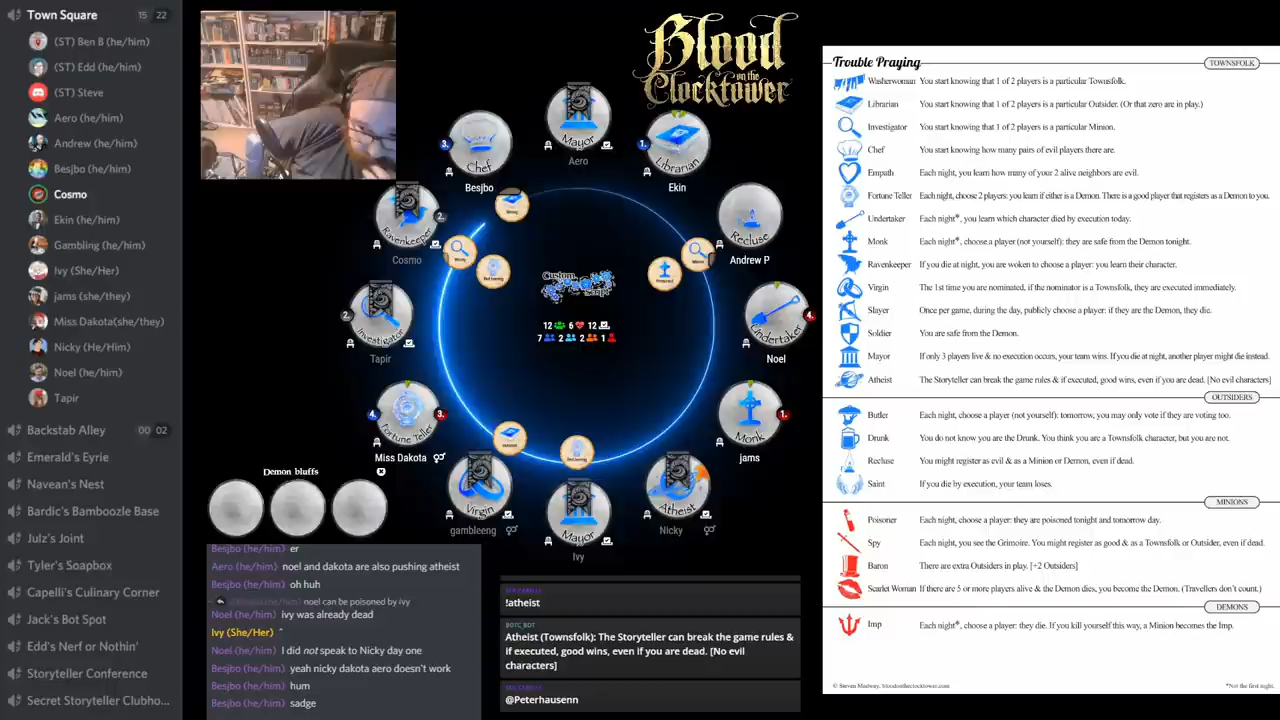 Town Square 15 22
(ST) Ben B (he/him)
(ST) Edd (he/him)
(ST) Steve
Aero (he/him)
Andrew (he/him)
Besjbo (he/him)
Cosmo
Ekin (he/him)
Gambling (he/him)
Ivy (She/Her)
jams (she/they)
Miss Dakota(she/they)
Nicky (He/Him)
Noel (he/him)
Tapir
Backstab Alley 00 02
Emerald's Eyrie
Navean's Nest
Bardic's Bamboozle Base
Julz's Joint
Tyler's Soapbox
Capelli's Culinary Corner
Jack's Bot Spot
Edd's Nerf or Nothin'
Storyteller Conference
Secret Storyteller Clubho...
Blood
on the
Clocktower
Mayor
Aero
Chef
Besjbo
3.
Librarian
Ekin
1.
Ravenkeeper
Cosmo
2.
Recluse
Andrew P
Investigator
Tapir
2.
Undertaker
Noel
4.
Fortune Teller
Miss Dakota
4.
3.
Monk
jams
1.
Virgin
gambleeng
Mayor
Ivy
Atheist
Nicky
Custom
Script
12 6 12
7 2 2 1
Demon bluffs
Besjbo (he/him) er
Aero (he/him) noel and dakota are also pushing atheist
Besjbo (he/him) oh huh
noel can be poisoned by ivy
Noel (he/him) ivy was already dead
Ivy (She/Her) ^
Noel (he/him) I did not speak to Nicky day one
Besjbo (he/him) yeah nicky dakota aero doesn't work
Besjbo (he/him) hum
Besjbo (he/him) sadge
!atheist
BOTC_BOT
Atheist (Townsfolk): The Storyteller can break the game rules & if executed, good wins, even if you are dead. [No evil characters]
@Peterhausenn
Trouble Praying
TOWNSFOLK
Washerwoman You start knowing that 1 of 2 players is a particular Townsfolk.
Librarian You start knowing that 1 of 2 players is a particular Outsider. (Or that zero are in play.)
Investigator You start knowing that 1 of 2 players is a particular Minion.
Chef You start knowing how many pairs of evil players there are.
Empath Each night, you learn how many of your 2 alive neighbors are evil.
Fortune Teller Each night, choose 2 players: you learn if either is a Demon. There is a good player that registers as a Demon to you.
Undertaker Each night*, you learn which character died by execution today.
Monk Each night*, choose a player (not yourself): they are safe from the Demon tonight.
Ravenkeeper If you die at night, you are woken to choose a player: you learn their character.
Virgin The 1st time you are nominated, if the nominator is a Townsfolk, they are executed immediately.
Slayer Once per game, during the day, publicly choose a player: if they are the Demon, they die.
Soldier You are safe from the Demon.
Mayor If only 3 players live & no execution occurs, your team wins. If you die at night, another player might die instead.
Atheist The Storyteller can break the game rules & if executed, good wins, even if you are dead. [No evil characters]
OUTSIDERS
Butler Each night, choose a player (not yourself): tomorrow, you may only vote if they are voting too.
Drunk You do not know you are the Drunk. You think you are a Townsfolk character, but you are not.
Recluse You might register as evil & as a Minion or Demon, even if dead.
Saint If you die by execution, your team loses.
MINIONS
Poisoner Each night, choose a player: they are poisoned tonight and tomorrow day.
Spy Each night, you see the Grimoire. You might register as good & as a Townsfolk or Outsider, even if dead.
Baron There are extra Outsiders in play. [+2 Outsiders]
Scarlet Woman If there are 5 or more players alive & the Demon dies, you become the Demon. (Travellers don't count.)
DEMONS
Imp Each night*, choose a player: they die. If you kill yourself this way, a Minion becomes the Imp.
© Steven Medway, bloodontheclocktower.com
*Not the first night.